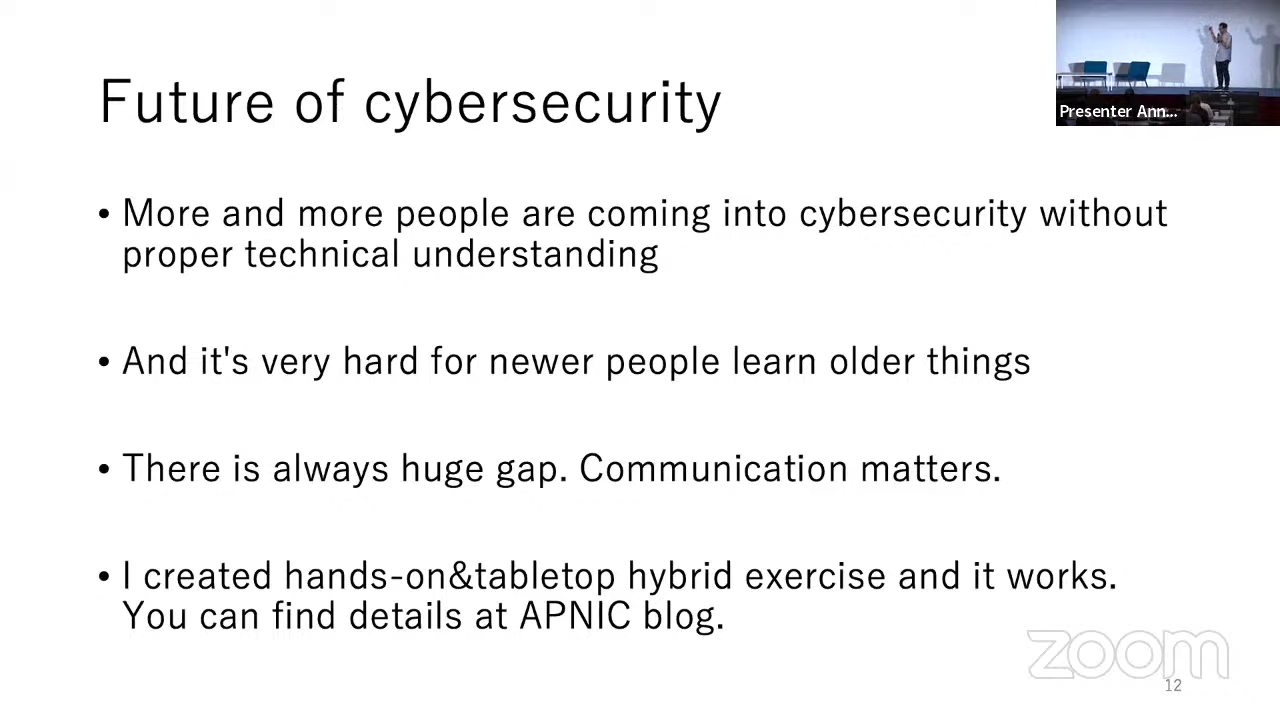 Presenter Ann...
Future of cybersecurity
• More and more people are coming into cybersecurity without
proper technical understanding
• And it's very hard for newer people learn older things
• There is always huge gap. Communication matters.
• I created hands-on&tabletop hybrid exercise and it works.
You can find details at APNIC blog.
zoom
12